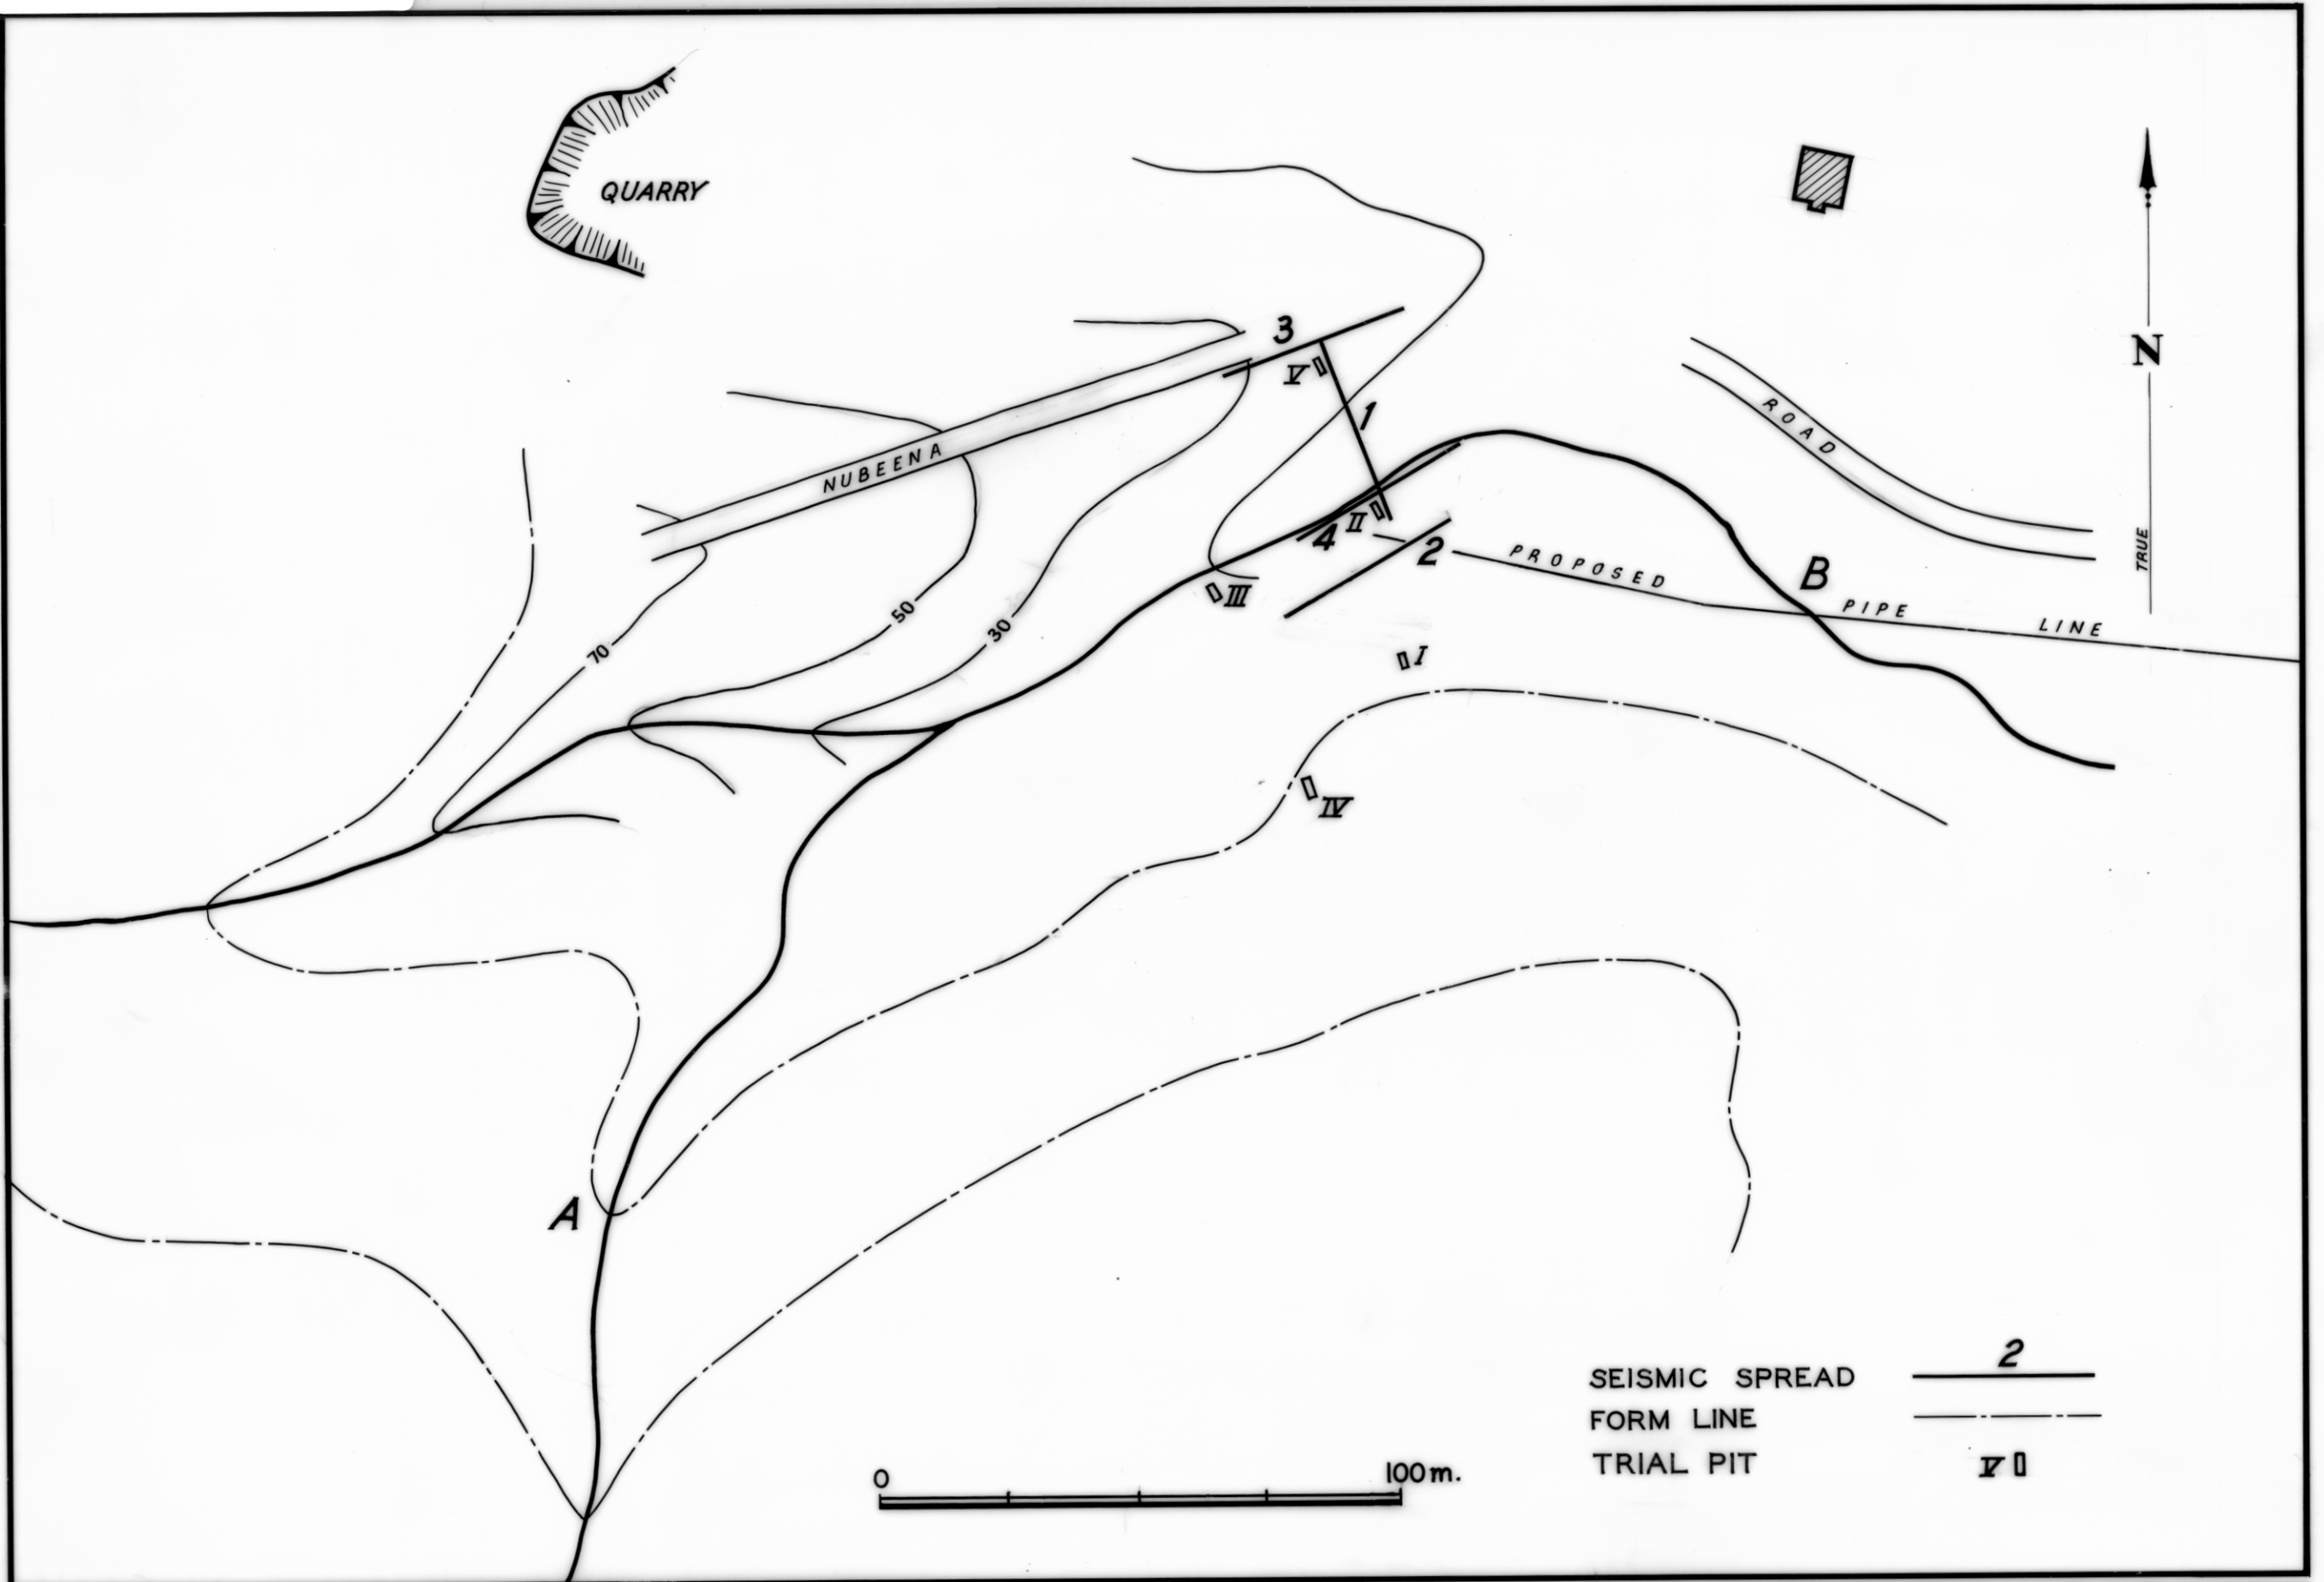 QUARRY
3
V
1
ROAD
N
NUBEENA
II
4
2
TRUE
PROPOSED
B
PIPE
LINE
III
50
30
70
I
IV
A
2
SEISMIC SPREAD
FORM LINE
TRIAL PIT V
0 100m.